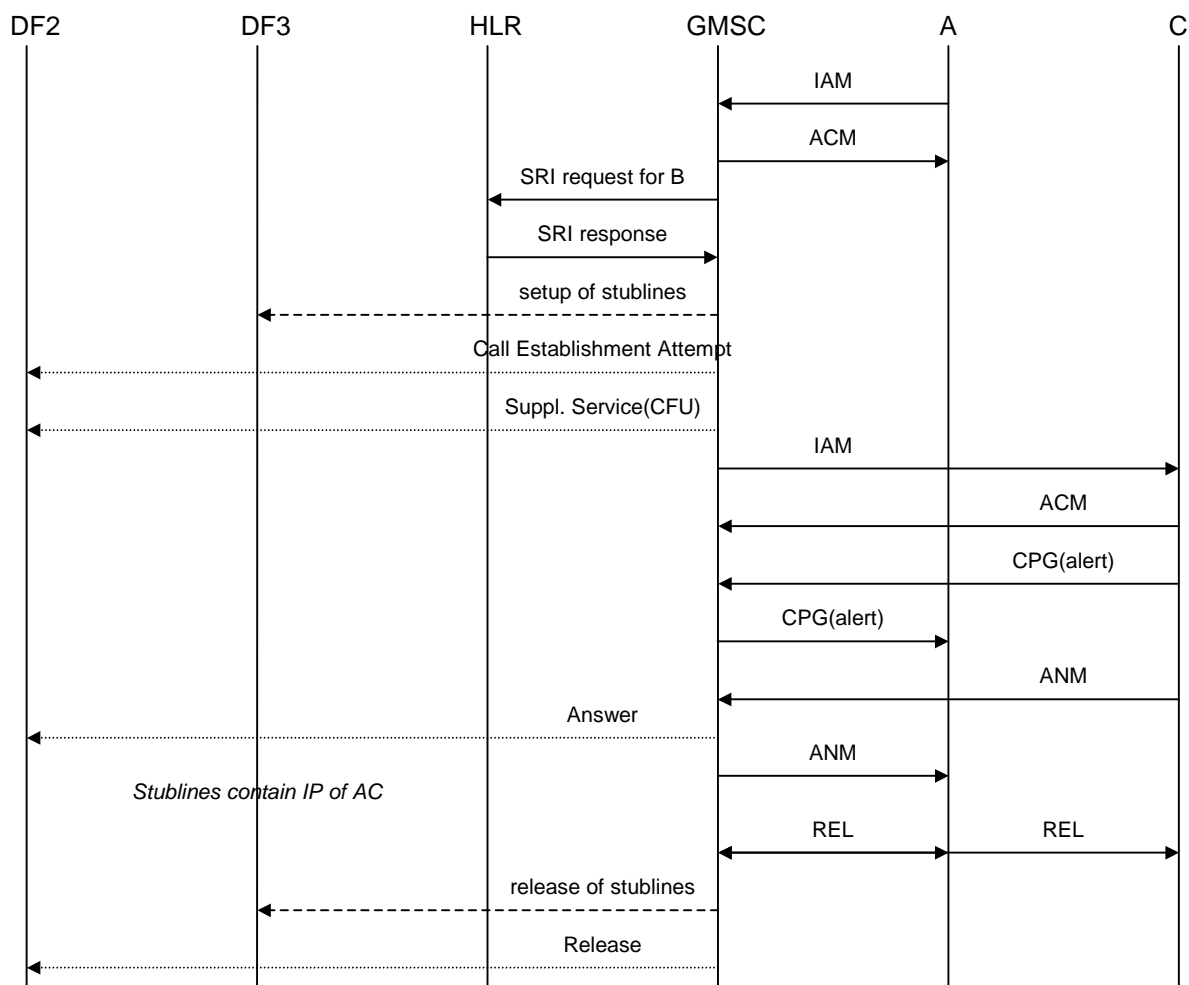 DF2 DF3 HLR GMSC A C
IAM
ACM
SRI request for B
SRI response
setup of stublines
Call Establishment Attempt
Suppl. Service(CFU)
IAM
ACM
CPG(alert)
CPG(alert)
ANM
Answer
ANM
Stublines contain IP of AC
REL REL
release of stublines
Release